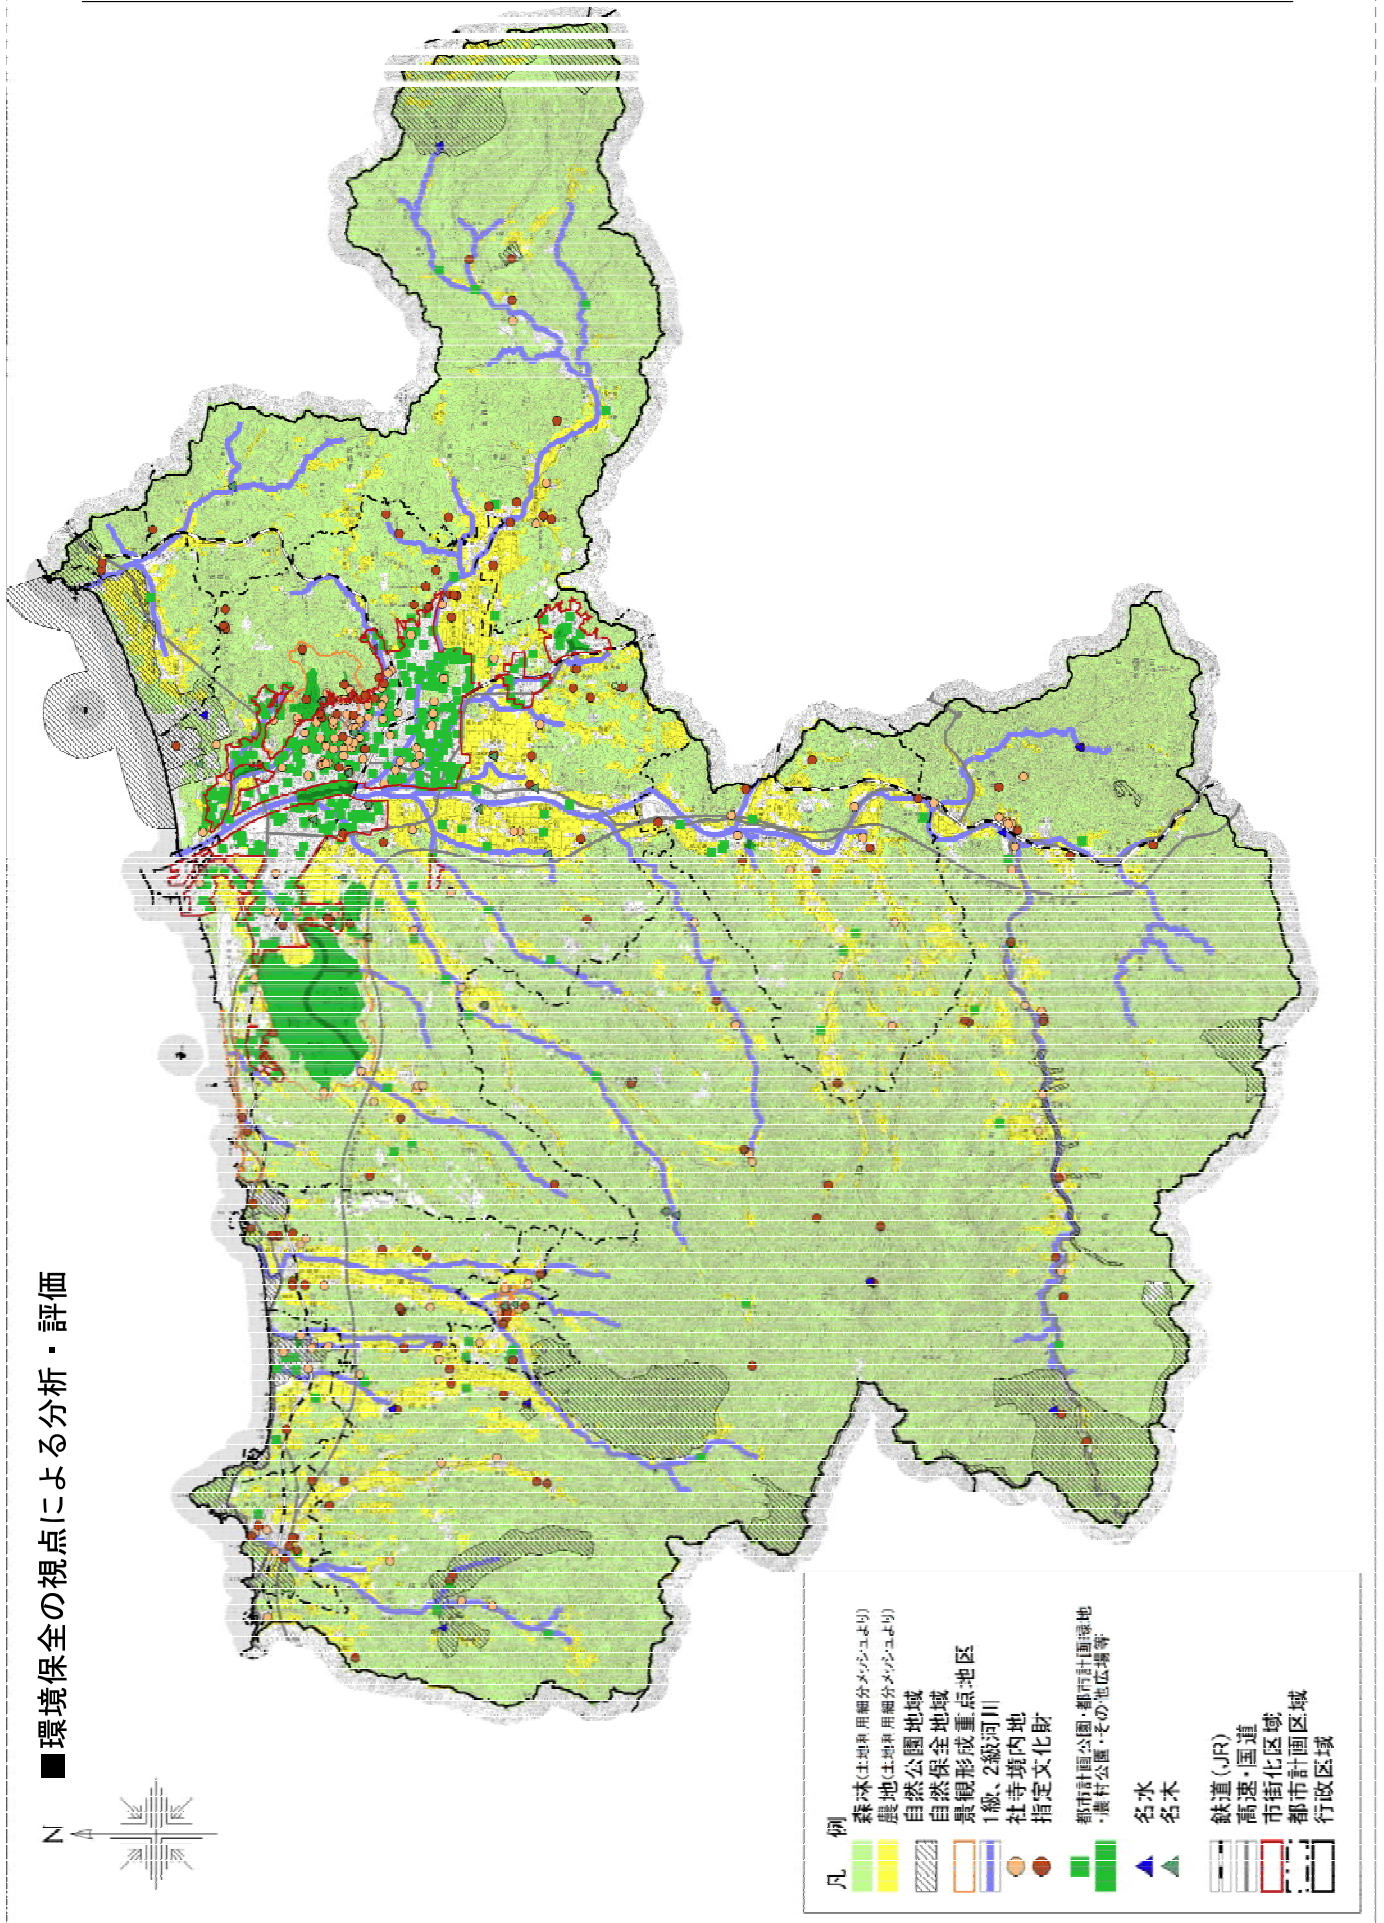 ■環境保全の視点による分析・評価
N
凡　例
森林(土地利用細分メッシュより)
農地(土地利用細分メッシュより)
自然公園地域
自然保全地域
景観形成重点地区
1級、2級河川
社寺境内地
指定文化財
都市計画公園・都市計画緑地
・農村公園・その他広場等
名水
名木
鉄道(JR)
高速・国道
市街化区域
都市計画区域
行政区域